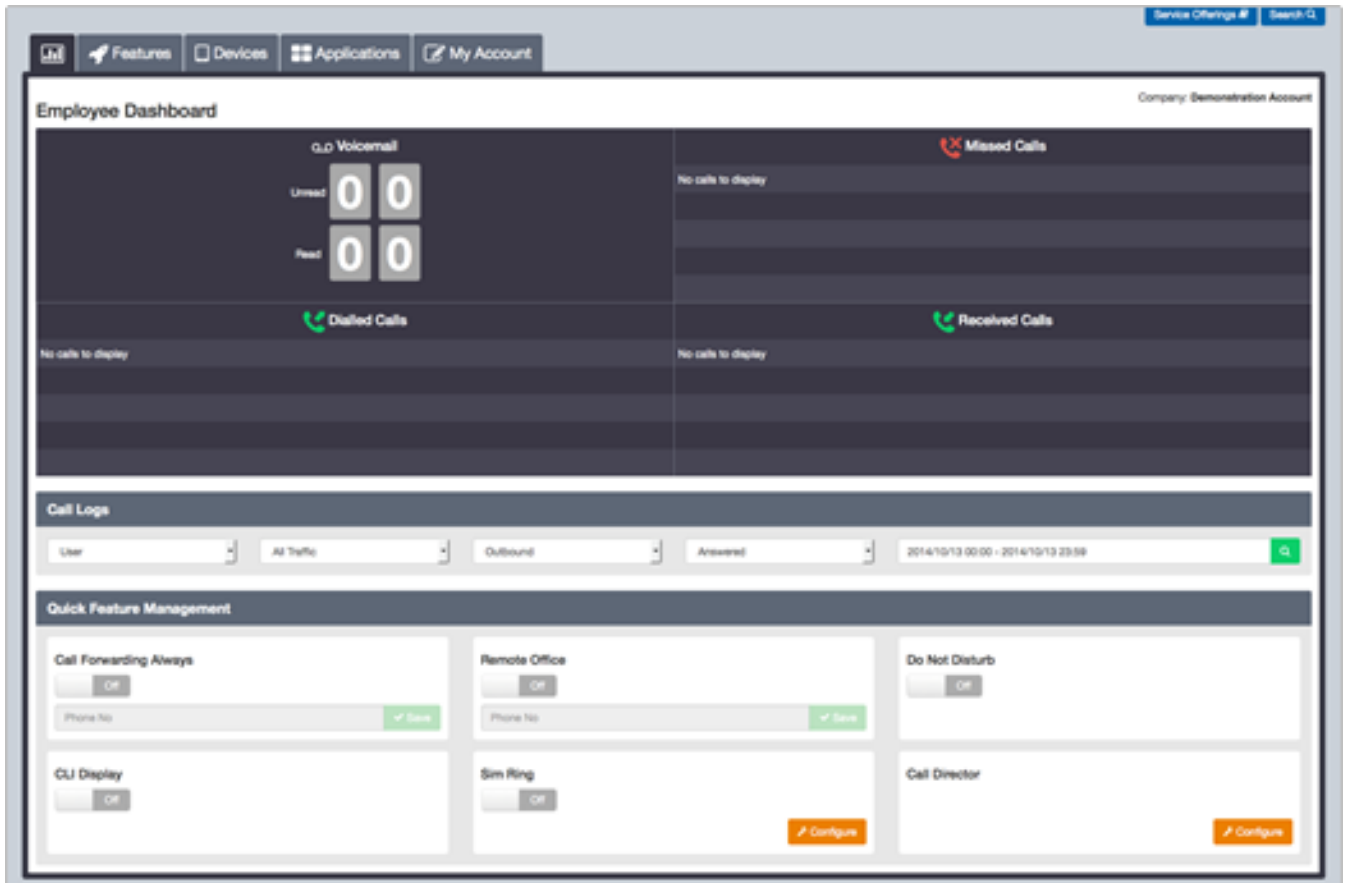 Service Offerings Search
Features Devices Applications My Account
Company: Demonstration Account
Employee Dashboard
Voicemail
Unread 0 0
Read 0 0
Missed Calls
No calls to display
Dialled Calls
No calls to display
Received Calls
No calls to display
Call Logs
User All Traffic Outbound Answered 2014/10/13 00:00 - 2014/10/13 23:59
Quick Feature Management
Call Forwarding Always
Off
Phone No Save
Remote Office
Off
Phone No Save
Do Not Disturb
Off
CLI Display
Off
Sim Ring
Off
Configure
Call Director
Configure